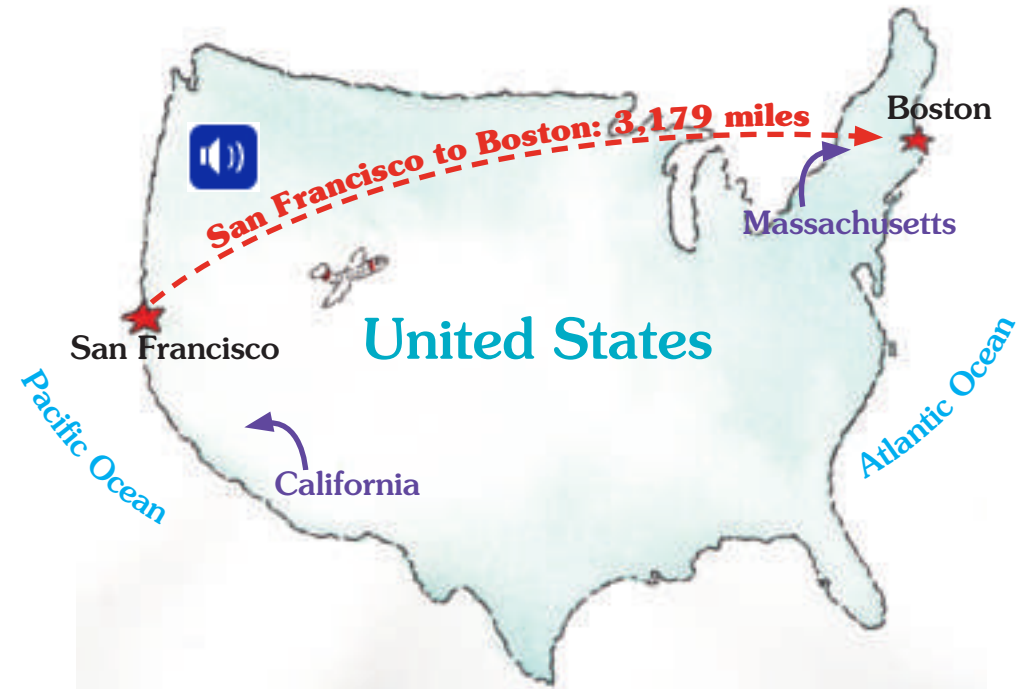 Boston
San Francisco to Boston: 3,179 miles
Massachusetts
San Francisco
United States
Pacific Ocean
Atlantic Ocean
California